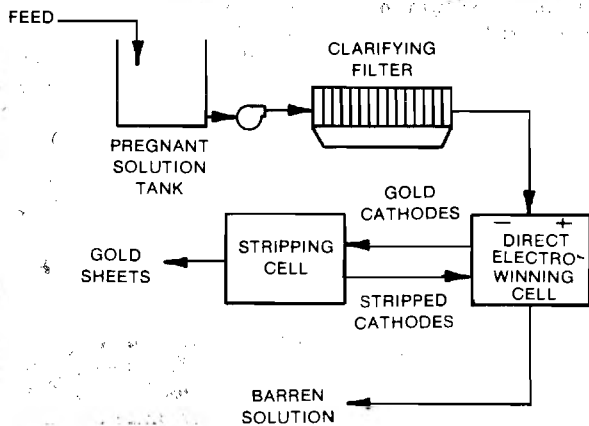 FEED
CLARIFYING
FILTER
PREGNANT
SOLUTION
TANK
GOLD
CATHODES
− +
DIRECT
ELECTRO-
WINNING
CELL
STRIPPING
CELL
GOLD
SHEETS
STRIPPED
CATHODES
BARREN
SOLUTION